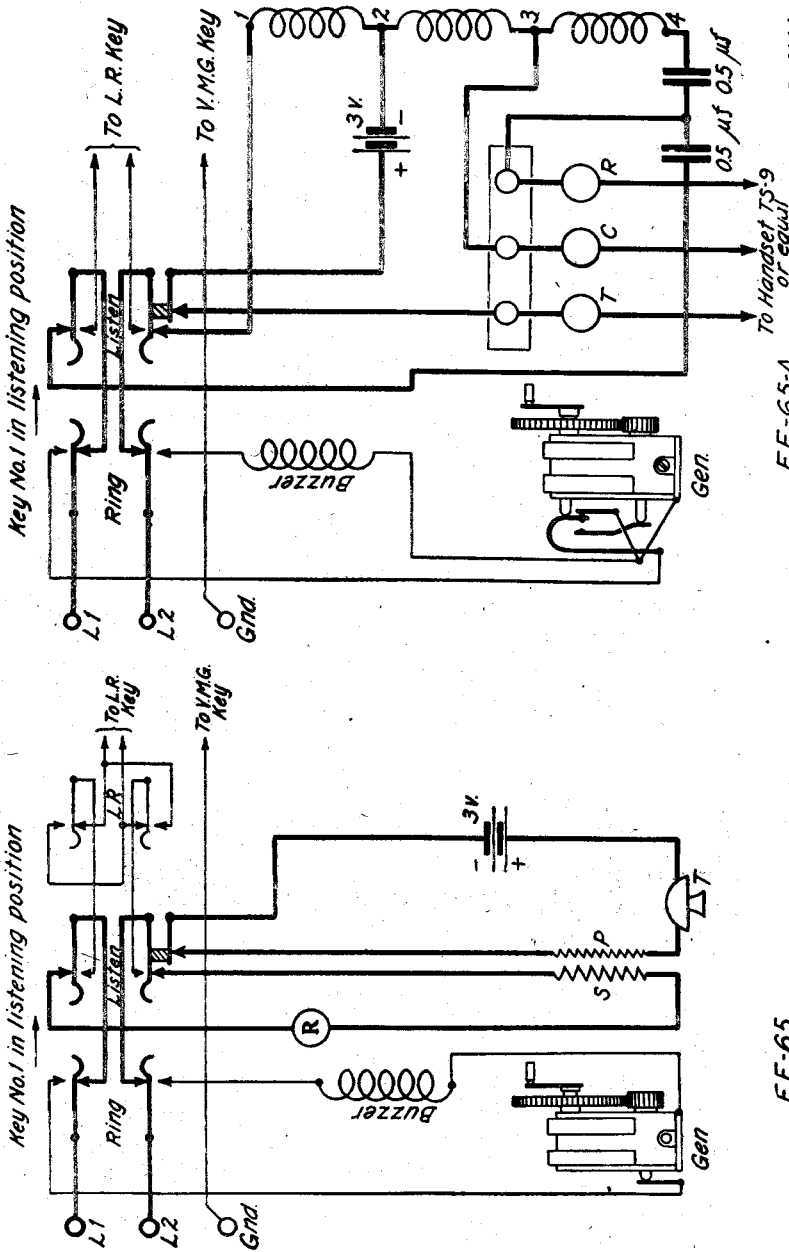 Key No.1 in listening position
L1
L2
Gnd.
Ring
Listen
L R
To L.R.
Key
To V.M.G.
Key
Buzzer
R
S
P
3V.
-
+
T
Gen
EE-65
Key No.1 in listening position
L1
L2
Gnd.
Ring
Listen
To L.R. Key
To V.M.G. Key
Buzzer
3 V.
+
-
1
2
3
4
T
C
R
0.5 µf
0.5 µf
To Handset TS-9
or equal
Gen.
EE-65-A